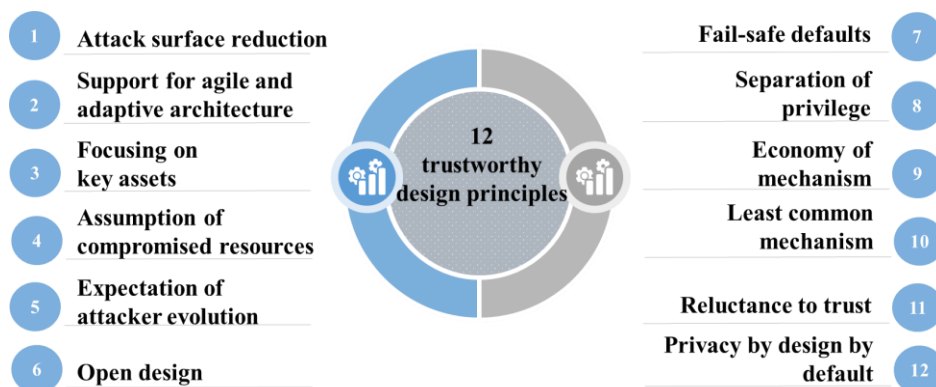 1
Attack surface reduction
2
Support for agile and
adaptive architecture
3
Focusing on
key assets
4
Assumption of
compromised resources
5
Expectation of
attacker evolution
6
Open design
12
trustworthy
design principles
Fail-safe defaults
7
Separation of
privilege
8
Economy of
mechanism
9
Least common
mechanism
10
Reluctance to trust
11
Privacy by design by
default
12